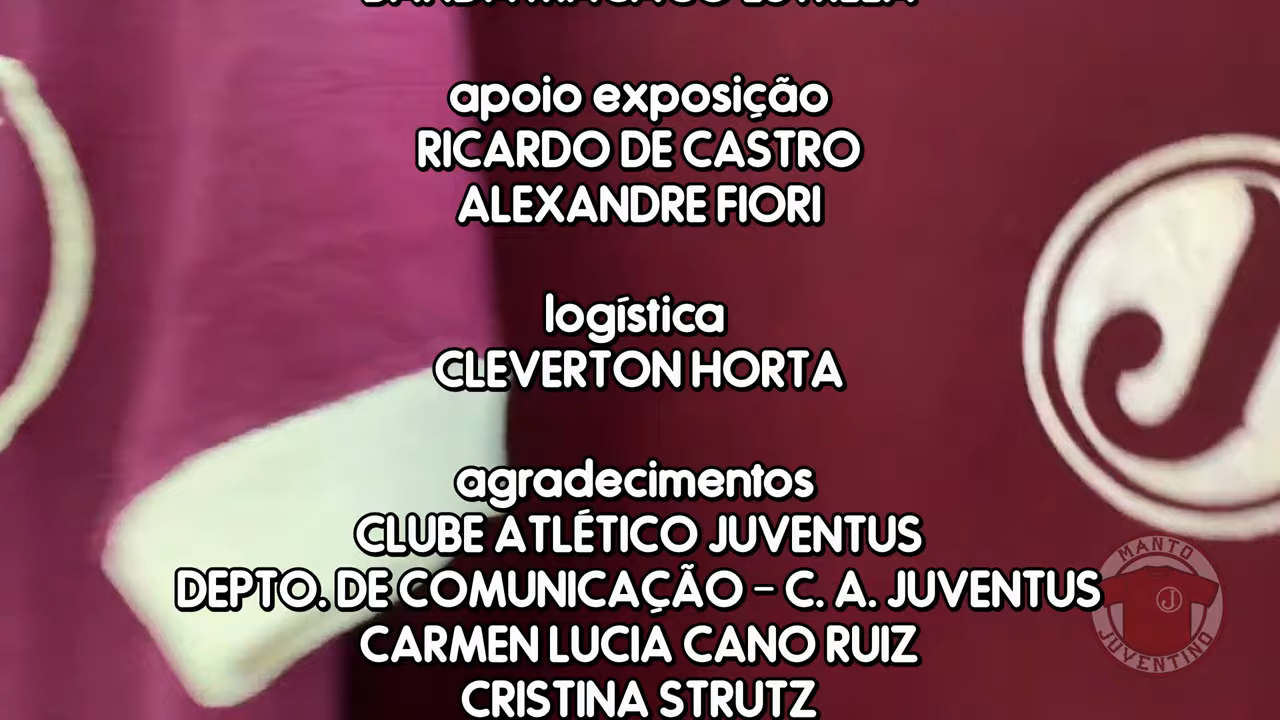 apoio exposição
RICARDO DE CASTRO
ALEXANDRE FIORI
logística
CLEVERTON HORTA
agradecimentos
CLUBE ATLÉTICO JUVENTUS
DEPTO. DE COMUNICAÇÃO - C. A. JUVENTUS
CARMEN LUCIA CANO RUIZ
CRISTINA STRUTZ
J
MANTO
J
JUVENTINO